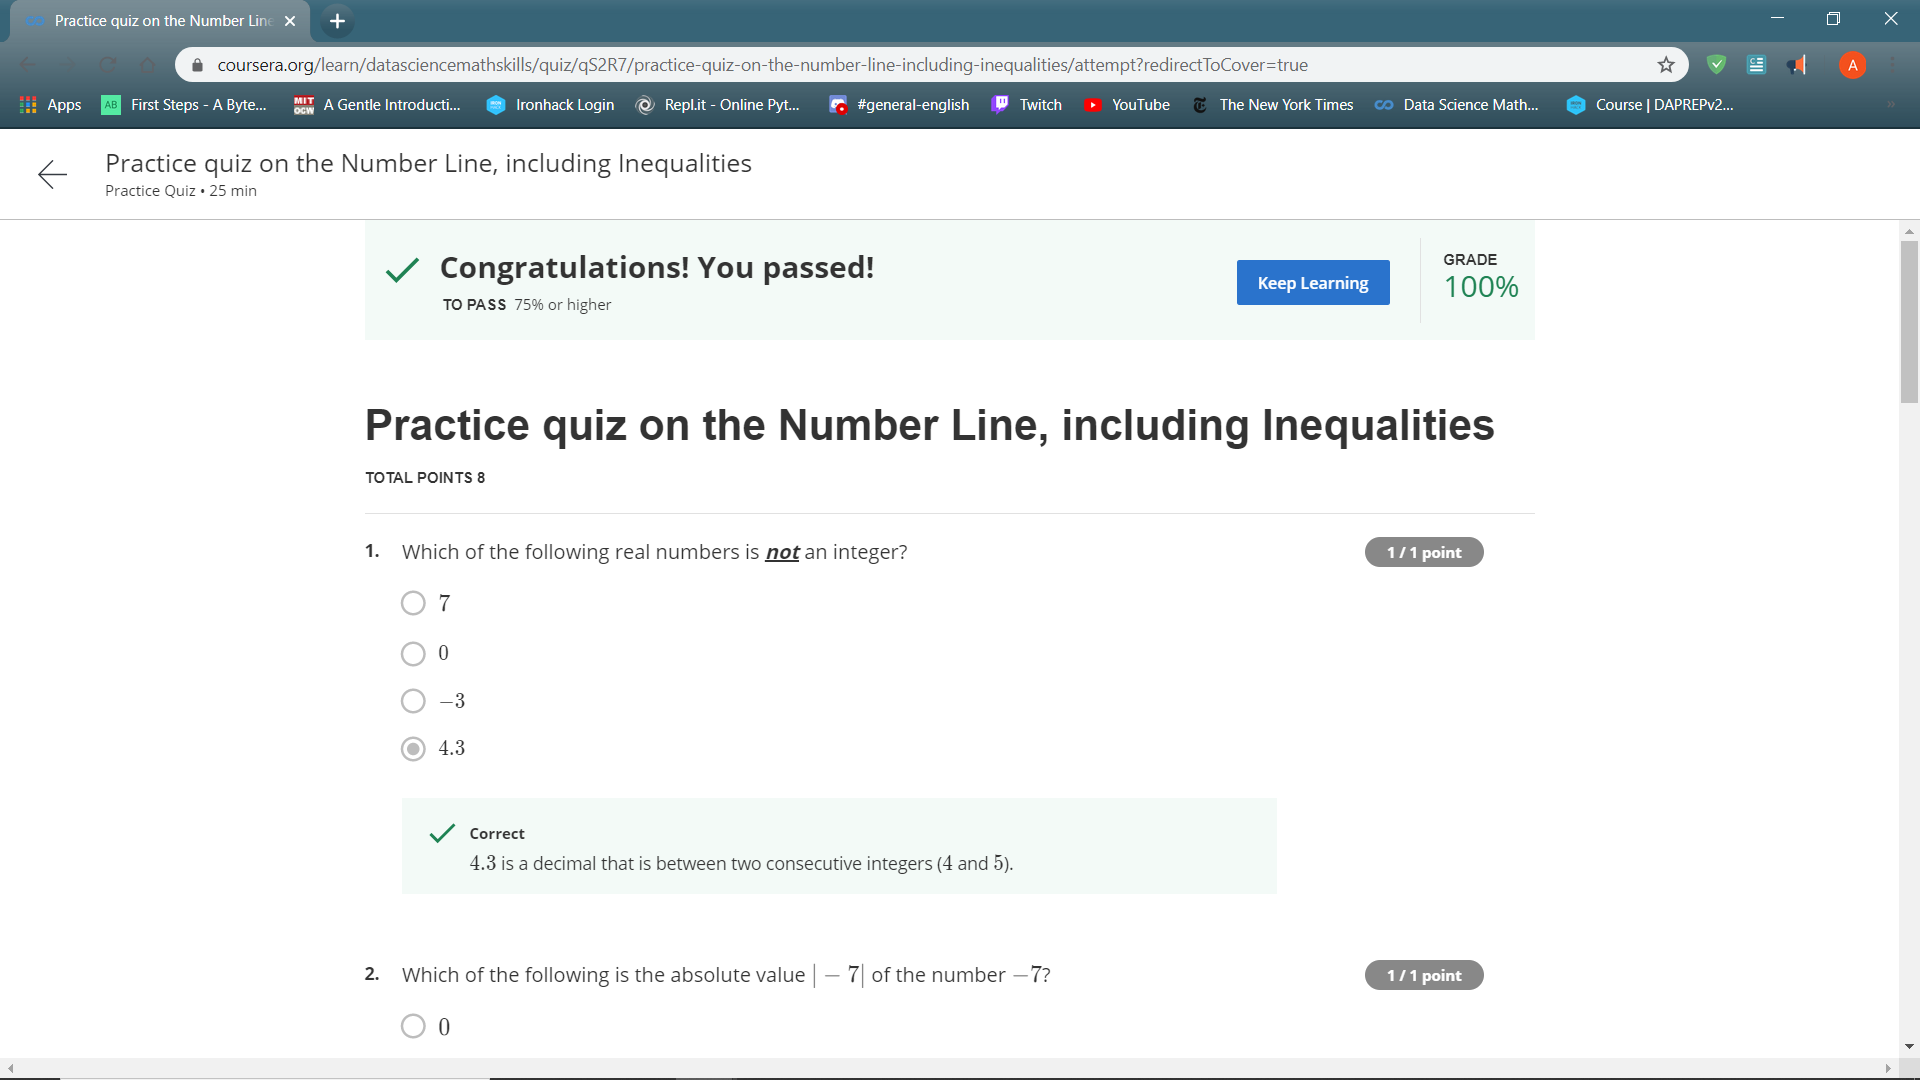 Practice quiz on the Number Line
coursera.org/learn/datasciencemathskills/quiz/qS2R7/practice-quiz-on-the-number-line-including-inequalities/attempt?redirectToCover=true
A
Apps
AB First Steps - A Byte...
MIT OCW A Gentle Introducti...
Ironhack Login
Repl.it - Online Pyt...
#general-english
Twitch
YouTube
The New York Times
Data Science Math...
Course | DAPREPv2...
»
Practice quiz on the Number Line, including Inequalities
Practice Quiz • 25 min
Congratulations! You passed!
TO PASS 75% or higher
Keep Learning
GRADE
100%
Practice quiz on the Number Line, including Inequalities
TOTAL POINTS 8
1. Which of the following real numbers is not an integer?
1 / 1 point
7
0
−3
4.3
Correct
4.3 is a decimal that is between two consecutive integers (4 and 5).
2. Which of the following is the absolute value | − 7| of the number −7?
1 / 1 point
0